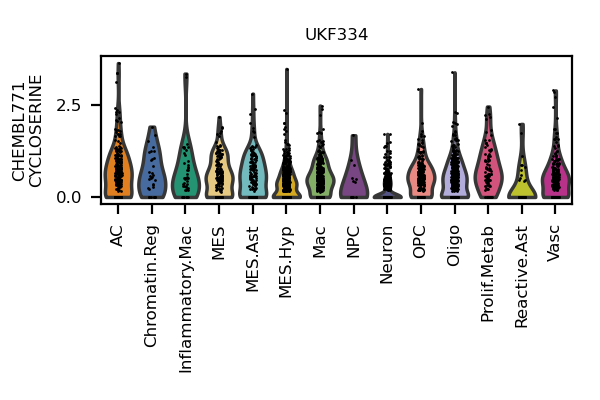 UKF334
CHEMBL771
CYCLOSERINE
2.5
0.0
AC
Chromatin.Reg
Inflammatory.Mac
MES
MES.Ast
MES.Hyp
Mac
NPC
Neuron
OPC
Oligo
Prolif.Metab
Reactive.Ast
Vasc